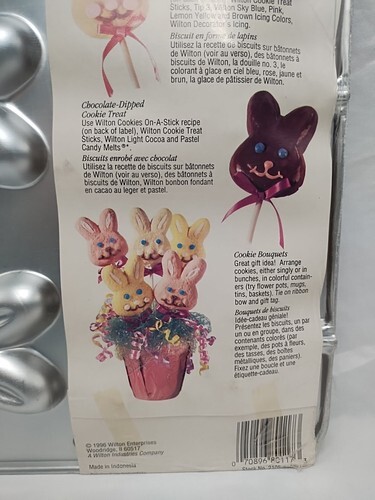 Wilton Cookie Treat
Sticks, Tip 3, Wilton Sky Blue, Pink,
Lemon Yellow and Brown Icing Colors,
Wilton Decorator's Icing.
Biscuit en forme de lapins
Utilisez la recette de biscuits sur bâtonnets
de Wilton (voir au verso), des bâtonnets à
biscuits de Wilton, la douille no. 3, le
colorant à glace en ciel bleu, rose, jaune et
brun, la glace de pâtissier de Wilton.
Chocolate-Dipped
Cookie Treat
Use Wilton Cookies On-A-Stick recipe
(on back of label), Wilton Cookie Treat
Sticks, Wilton Light Cocoa and Pastel
Candy Melts®*.
Biscuits enrobé avec chocolat
Utilisez la recette de biscuits sur bâtonnets
de Wilton (voir au verso), des bâtonnets à
biscuits de Wilton, Wilton bonbon fondant
en cacao au leger et pastel.
Cookie Bouquets
Great gift idea! Arrange
cookies, either singly or in
bunches, in colorful contain-
ers (try flower pots, mugs,
tins, baskets). Tie on ribbon
bow and gift tag.
Bouquets de biscuits
Idée-cadeau géniale!
Présentez les biscuits, un par
un ou en groupe, dans des
contenants colorés (par
exemple, des pots à fleurs,
des tasses, des boîtes
métalliques, des paniers).
Fixez une boucle et une
étiquette-cadeau.
© 1996 Wilton Enterprises
Woodridge, Il 60517
A Wilton Industries Company
Made in Indonesia
0 70896 80117 3
Stock No.